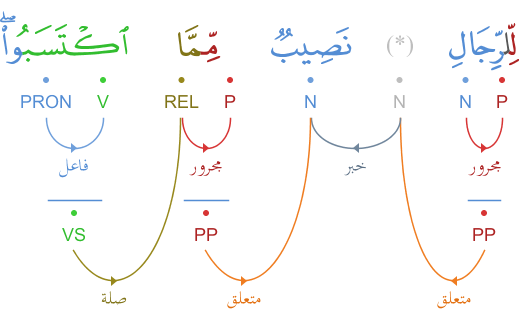 لِّلرِّجَالِ (*) نَصِيبٌ مِّمَّا ٱكْتَسَبُوا۟ ۖ
PRON V REL P N N N P
فاعل مجرور خبر مجرور
VS PP PP
صلة متعلق متعلق